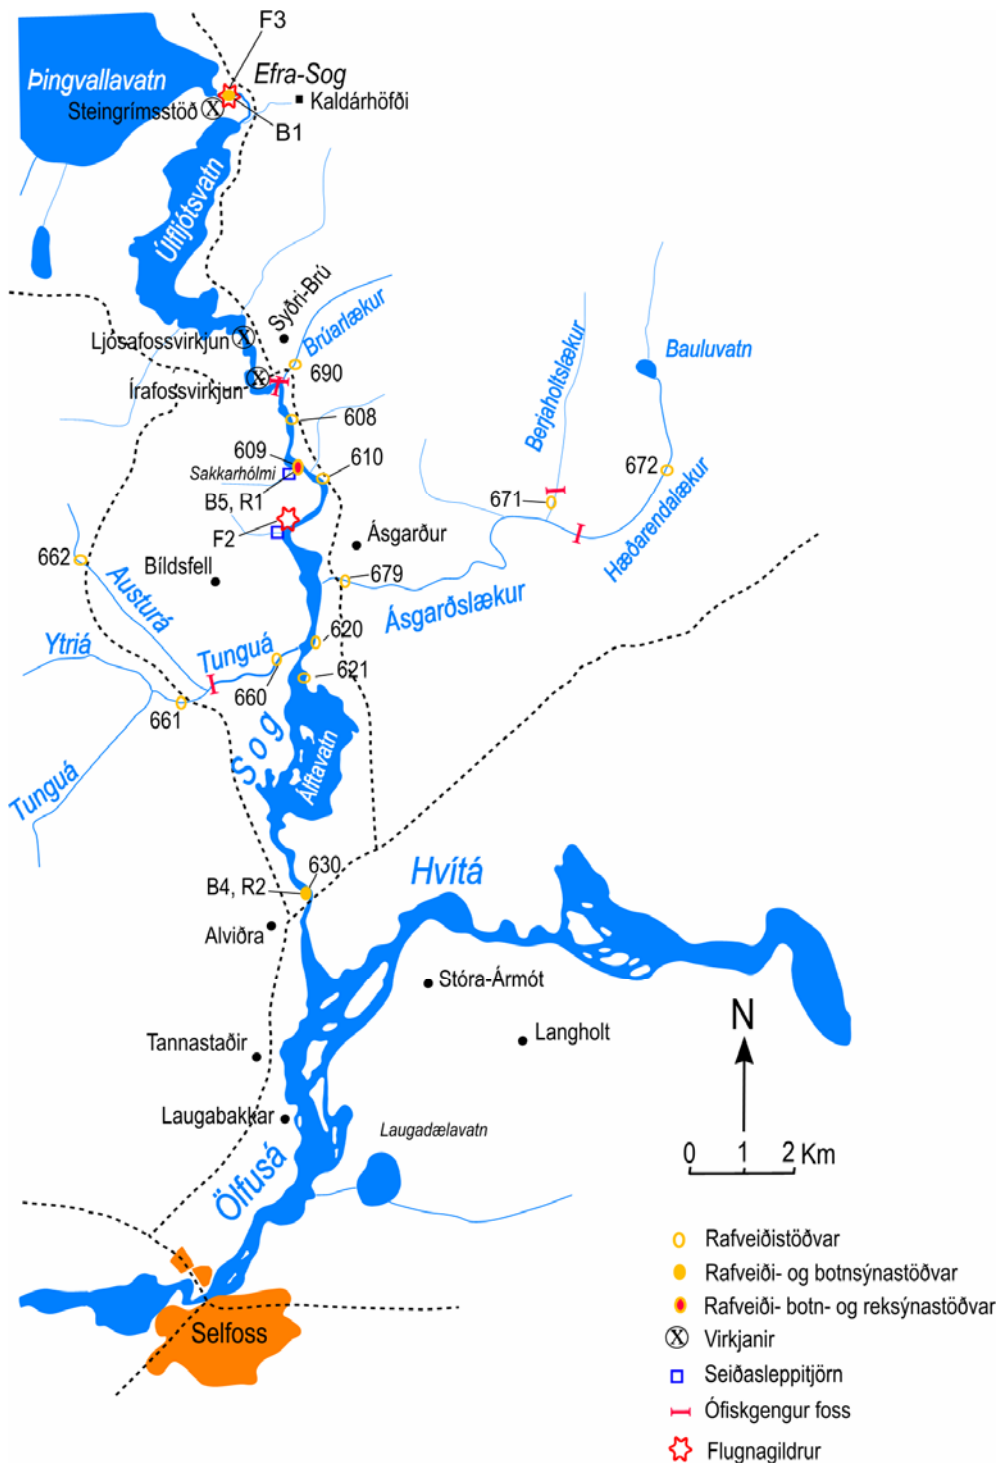 F3
Þingvallavatn
Efra-Sog
Kaldárhöfði
Steingrímsstöð
X
B1
Úlfljótsvatn
Syðri-Brú
Brúarlækur
Ljósafossvirkjun
X
Bauluvatn
Írafossvirkjun
X
690
Berjaholtslækur
608
609
610
Sakkarhólmi
672
B5, R1
671
F2
Ásgarður
Hæðarendalækur
662
Bíldsfell
679
Austurá
Ásgarðslækur
Ytriá
Tunguá
620
621
660
661
Sog
Álftavatn
Tunguá
630
B4, R2
Hvítá
Alviðra
Stóra-Ármót
N
Langholt
Tannastaðir
Laugabakkar
Laugadælavatn
0 1 2 Km
Ölfusá
Selfoss
Rafveiðistöðvar
Rafveiði- og botnsýnastöðvar
Rafveiði- botn- og reksýnastöðvar
X Virkjanir
Seiðasleppitjörn
Ófiskgengur foss
Flugnagildrur